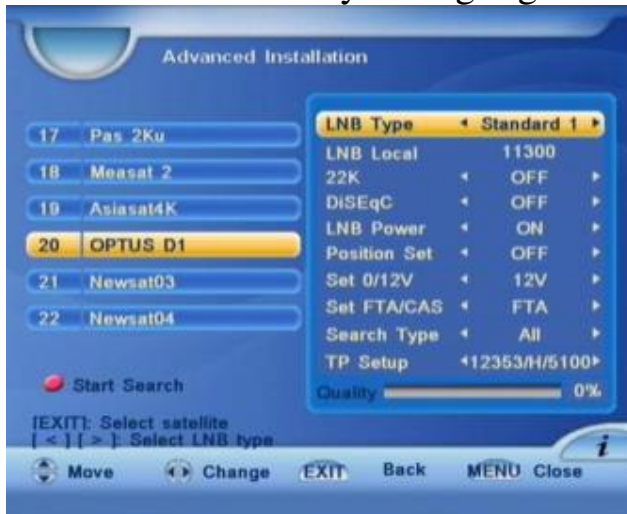 Advanced Installation
17 Pas 2Ku
18 Measat 2
19 Asiasat4K
20 OPTUS D1
21 Newsat03
22 Newsat04
Start Search
[EXIT]: Select satellite
[ < ] [ > ]: Select LNB type
LNB Type Standard 1
LNB Local 11300
22K OFF
DiSEqC OFF
LNB Power ON
Position Set OFF
Set 0/12V 12V
Set FTA/CAS FTA
Search Type All
TP Setup 12353/H/5100
Quality 0%
i
Move Change EXIT Back MENU Close